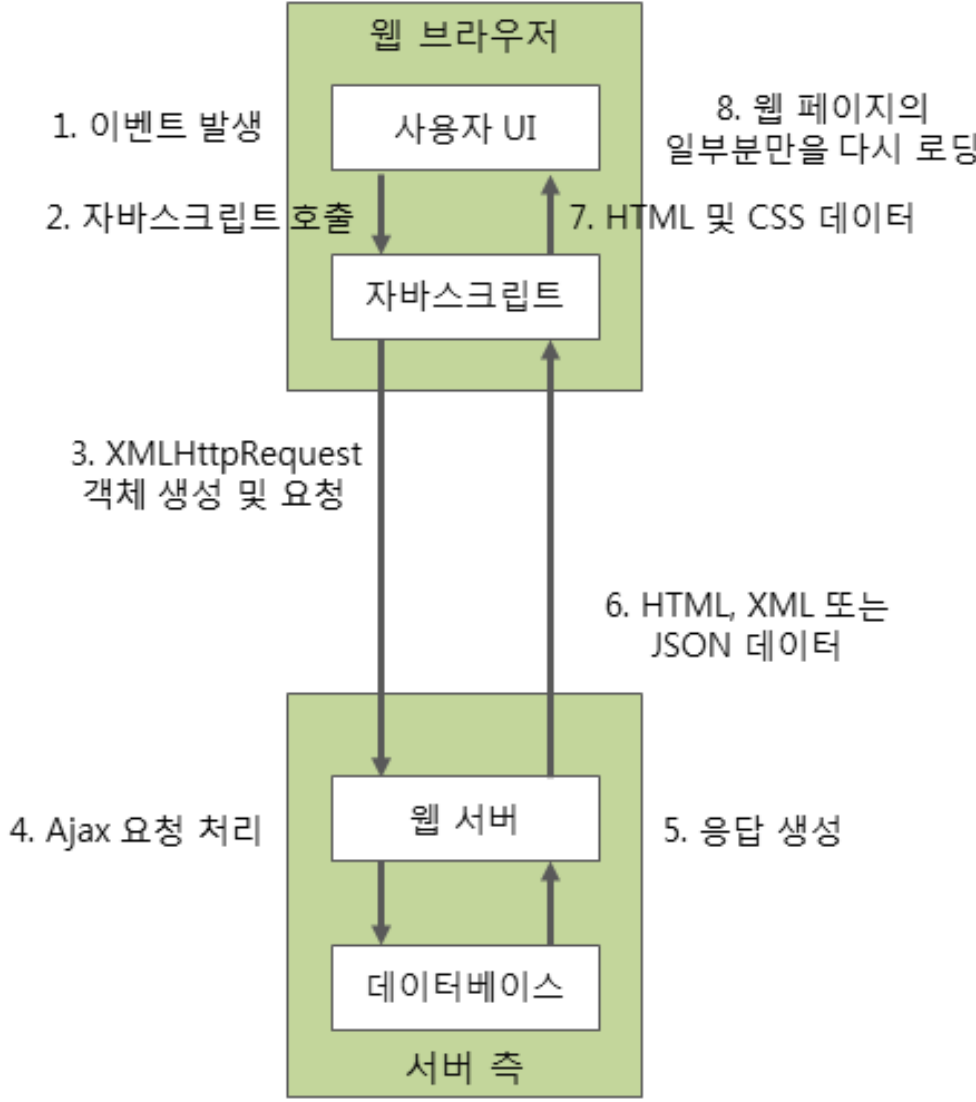 웹 브라우저
1. 이벤트 발생
사용자 UI
8. 웹 페이지의
일부분만을 다시 로딩
2. 자바스크립트 호출
7. HTML 및 CSS 데이터
자바스크립트
3. XMLHttpRequest
객체 생성 및 요청
6. HTML, XML 또는
JSON 데이터
4. Ajax 요청 처리
웹 서버
5. 응답 생성
데이터베이스
서버 측